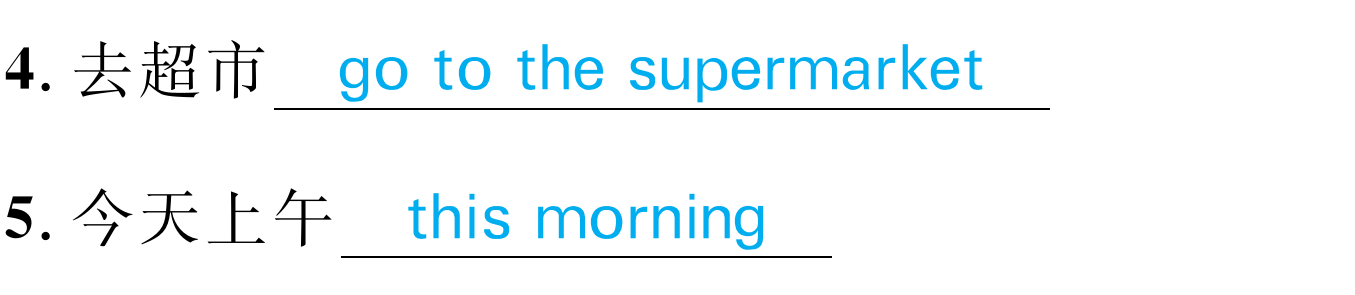 4. 去超市 go to the supermarket
5. 今天上午 this morning